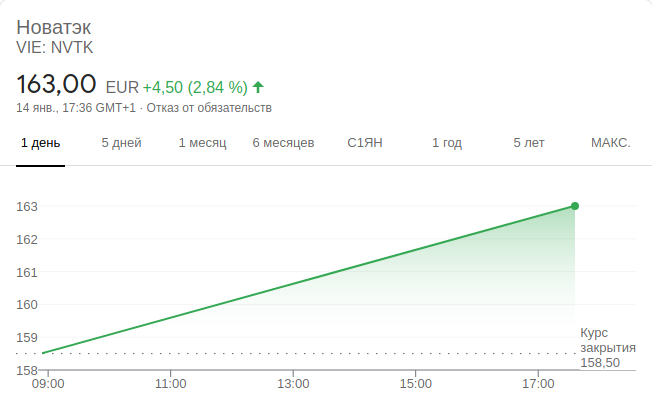 Новатэк
VIE: NVTK
163,00 EUR +4,50 (2,84 %)
14 янв., 17:36 GMT+1 · Отказ от обязательств
1 день 5 дней 1 месяц 6 месяцев С1ЯН 1 год 5 лет МАКС.
163
162
161
160
159
158
Курс
закрытия
158,50
09:00 11:00 13:00 15:00 17:00